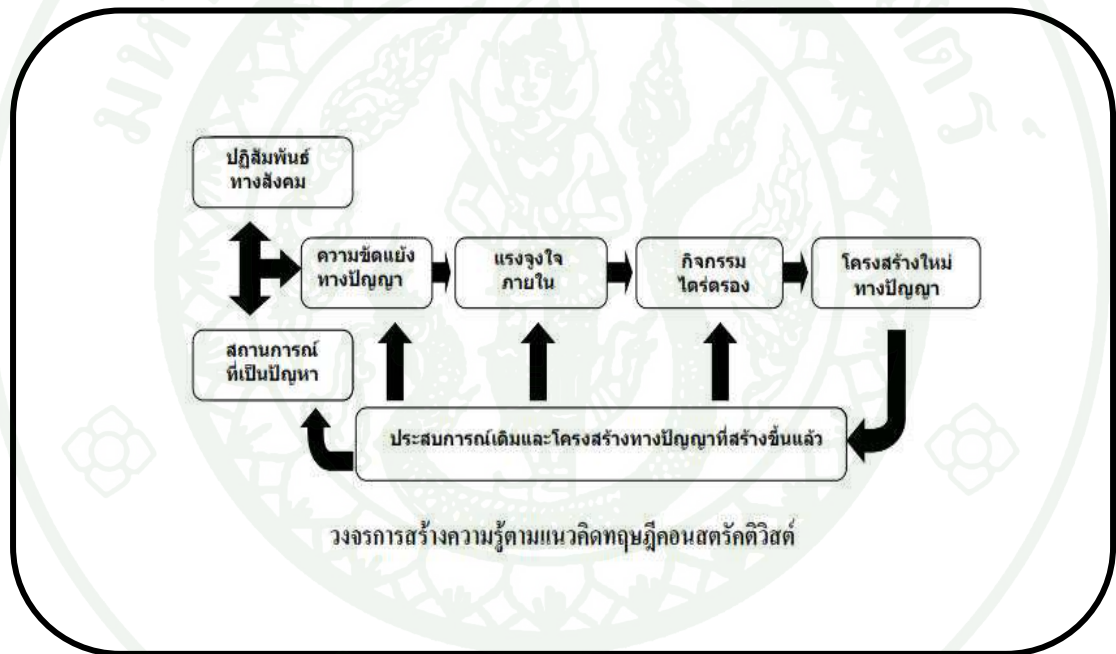 ปฏิสัมพันธ์
ทางสังคม
ความขัดแย้ง
ทางปัญญา
แรงจูงใจ
ภายใน
กิจกรรม
ไตร่ตรอง
โครงสร้างใหม่
ทางปัญญา
สถานการณ์
ที่เป็นปัญหา
ประสบการณ์เดิมและโครงสร้างทางปัญญาที่สร้างขึ้นแล้ว
วงจรการสร้างความรู้ตามแนวคิดทฤษฎีคอนสตรัคติวิสต์